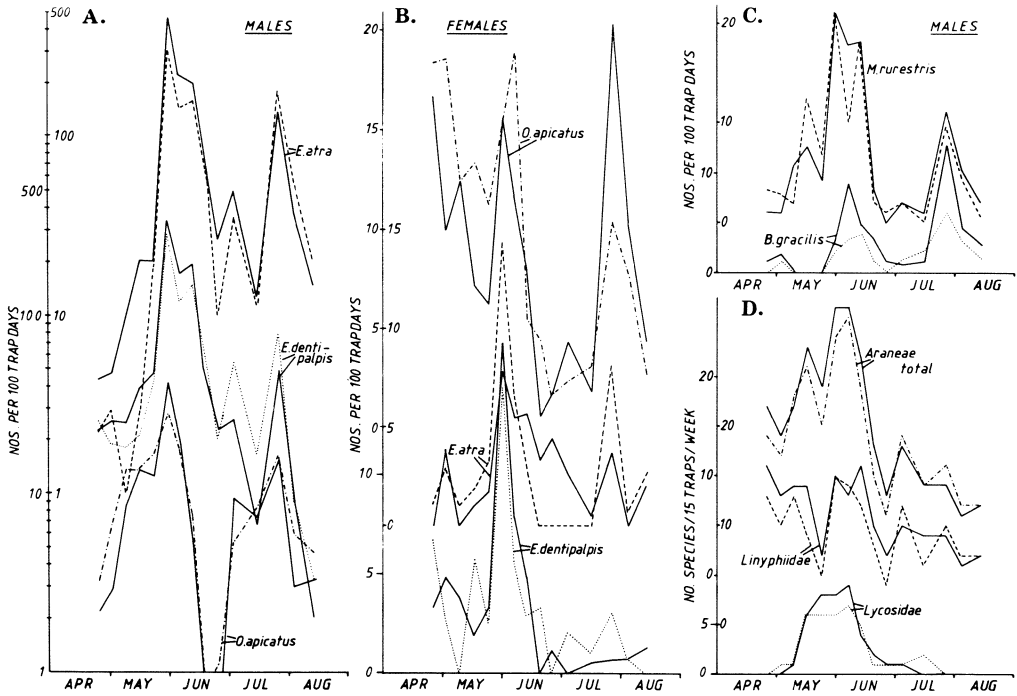 A.
MALES
500
100
500
100 10
10 1
1
NOS. PER 100 TRAPDAYS
E.atra
E.denti-
palpis
O.apicatus
APR MAY JUN JUL AUG
B.
FEMALES
20
15
10 15
5 10
0 5
10 0
5
0
NOS. PER 100 TRAPDAYS
O.apicatus
E.atra
E.dentipalpis
APR MAY JUN JUL AUG
C.
MALES
20
10
10
0
0
NOS. PER 100 TRAP DAYS
M.rurestris
B.gracilis
APR MAY JUN JUL AUG
D.
20
20
10
10
5 0
0
NO. SPECIES/15 TRAPS/WEEK
Araneae
total
Linyphiidae
Lycosidae
APR MAY JUN JUL AUG